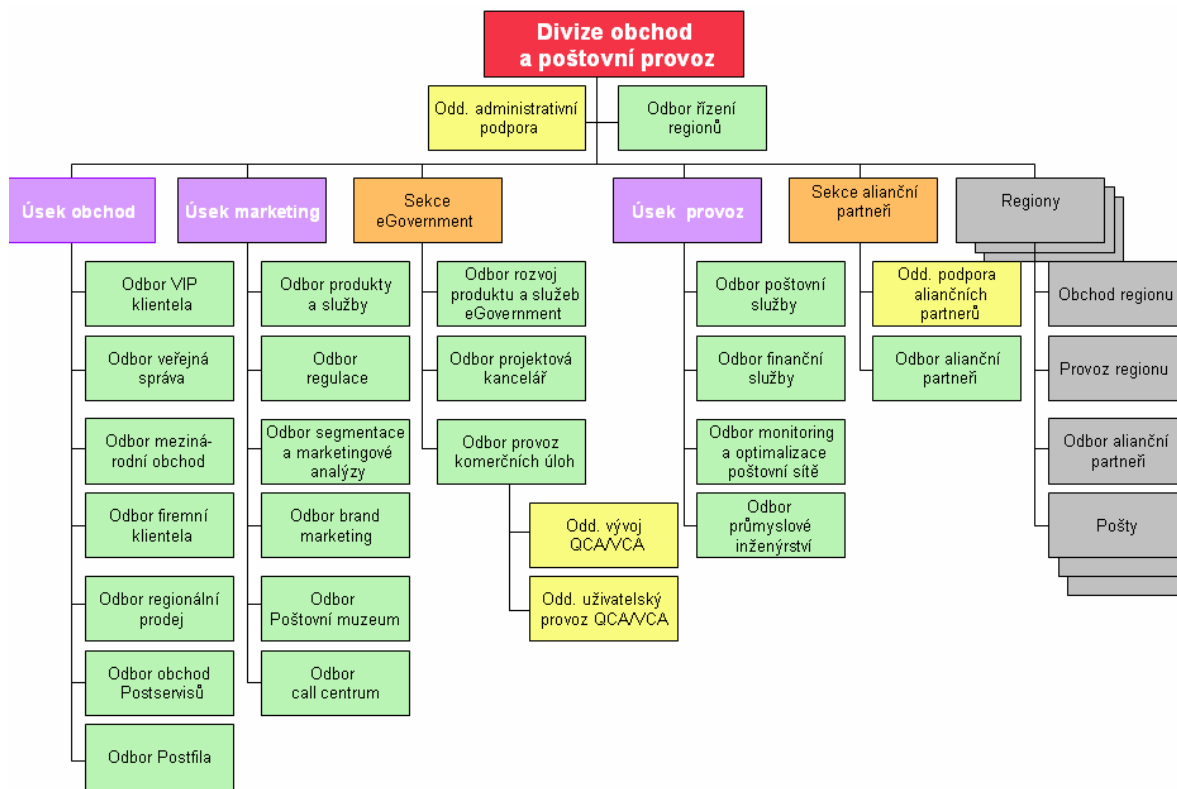 Divize obchod
a poštovní provoz
Odd. administrativní
podpora
Odbor řízení
regionů
Úsek obchod
Úsek marketing
Sekce
eGovernment
Úsek provoz
Sekce alianční
partneři
Regiony
Odbor VIP
klientela
Odbor veřejná
správa
Odbor meziná-
rodní obchod
Odbor firemní
klientela
Odbor regionální
prodej
Odbor obchod
Postservisů
Odbor Postfila
Odbor produkty
a služby
Odbor
regulace
Odbor segmentace
a marketingové
analýzy
Odbor brand
marketing
Odbor
Poštovní muzeum
Odbor
call centrum
Odbor rozvoj
produktu a služeb
eGovernment
Odbor projektová
kancelář
Odbor provoz
komerčních úloh
Odd. vývoj
QCA/VCA
Odd. uživatelský
provoz QCA/VCA
Odbor poštovní
služby
Odbor finanční
služby
Odbor monitoring
a optimalizace
poštovní sítě
Odbor
průmyslové
inženýrství
Odd. podpora
aliančních
partnerů
Odbor alianční
partneři
Obchod regionu
Provoz regionu
Odbor alianční
partneři
Pošty